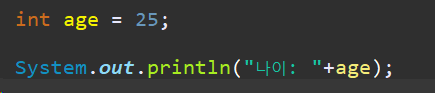 int age = 25;
System.out.println("나이: "+age);